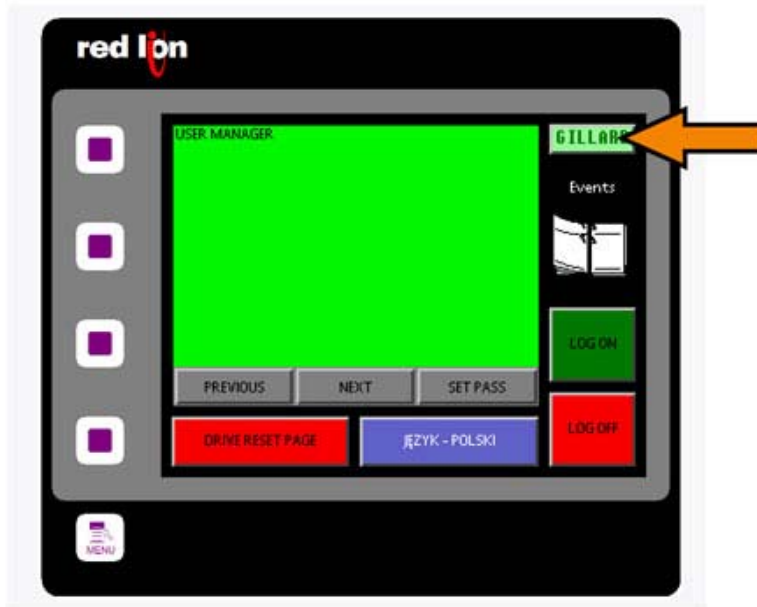 red lion
USER MANAGER
Events
LOG ON
PREVIOUS NEXT SET PASS
DRIVE RESET PAGE
JĘZYK - POLSKI
LOG OFF
MENU